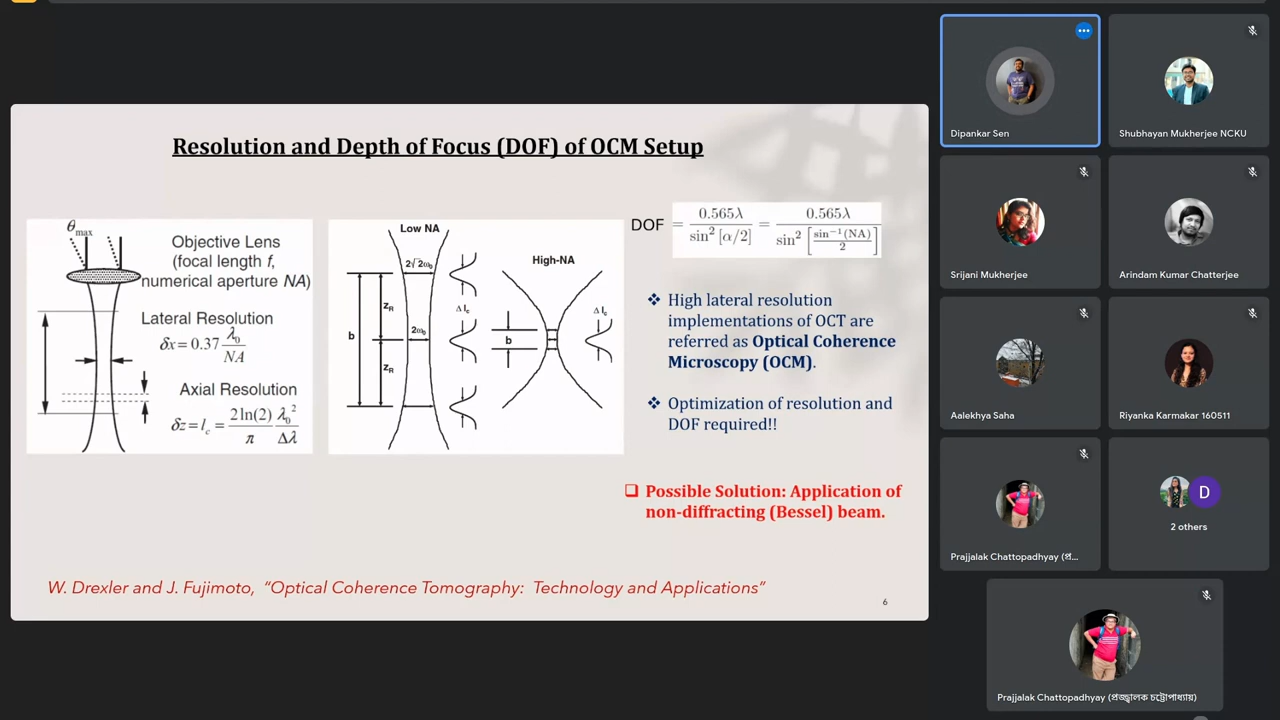 Resolution and Depth of Focus (DOF) of OCM Setup
θmax
Objective Lens
(focal length f,
numerical aperture NA)
Lateral Resolution
δx = 0.37 λ₀/NA
Axial Resolution
δz = l_c = 2ln(2)/π λ₀²/Δλ
Low NA
2√2ω₀
z_R
Δ l_c
b
2ω₀
z_R
High-NA
Δ l_c
b
DOF = 0.565λ / sin²[α/2] = 0.565λ / sin²[sin⁻¹(NA)/2]
❖ High lateral resolution
implementations of OCT are
referred as Optical Coherence
Microscopy (OCM).
❖ Optimization of resolution and
DOF required!!
❑ Possible Solution: Application of
non-diffracting (Bessel) beam.
W. Drexler and J. Fujimoto, “Optical Coherence Tomography: Technology and Applications”
6
Dipankar Sen
Shubhayan Mukherjee NCKU
Srijani Mukherjee
Arindam Kumar Chatterjee
Aalekhya Saha
Riyanka Karmakar 160511
Prajjalak Chattopadhyay (প্র...
D
2 others
Prajjalak Chattopadhyay (প্রজ্জ্বালক চট্টোপাধ্যায়)